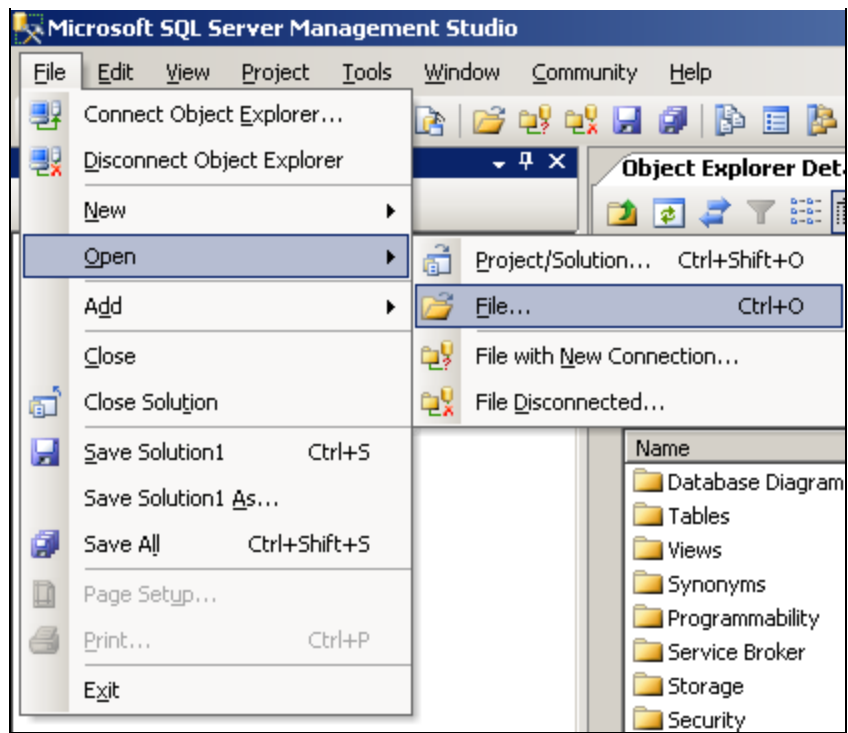 Microsoft SQL Server Management Studio
File Edit View Project Tools Window Community Help
Connect Object Explorer...
Disconnect Object Explorer
New
Open
Add
Close
Close Solution
Save Solution1 Ctrl+S
Save Solution1 As...
Save All Ctrl+Shift+S
Page Setup...
Print... Ctrl+P
Exit
Project/Solution... Ctrl+Shift+O
File... Ctrl+O
File with New Connection...
File Disconnected...
Object Explorer Det
Name
Database Diagram
Tables
Views
Synonyms
Programmability
Service Broker
Storage
Security